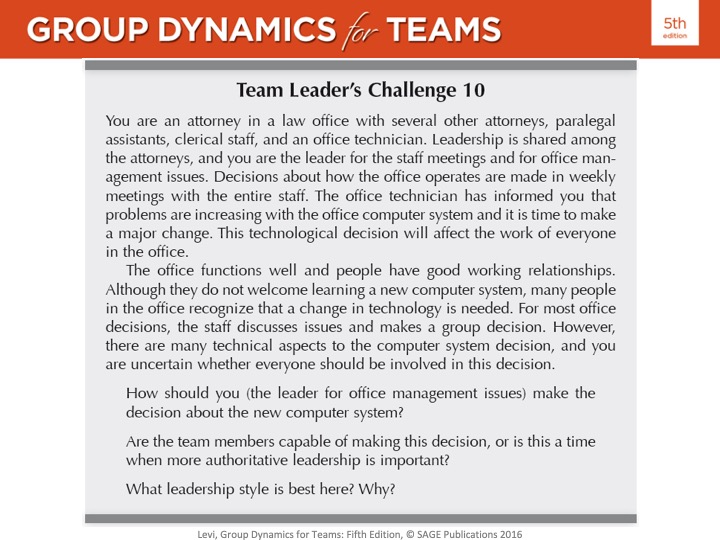 GROUP DYNAMICS for TEAMS
5th
edition
Team Leader's Challenge 10
You are an attorney in a law office with several other attorneys, paralegal
assistants, clerical staff, and an office technician. Leadership is shared among
the attorneys, and you are the leader for the staff meetings and for office man-
agement issues. Decisions about how the office operates are made in weekly
meetings with the entire staff. The office technician has informed you that
problems are increasing with the office computer system and it is time to make
a major change. This technological decision will affect the work of everyone
in the office.
The office functions well and people have good working relationships.
Although they do not welcome learning a new computer system, many people
in the office recognize that a change in technology is needed. For most office
decisions, the staff discusses issues and makes a group decision. However,
there are many technical aspects to the computer system decision, and you
are uncertain whether everyone should be involved in this decision.
How should you (the leader for office management issues) make the
decision about the new computer system?
Are the team members capable of making this decision, or is this a time
when more authoritative leadership is important?
What leadership style is best here? Why?
Levi, Group Dynamics for Teams: Fifth Edition, © SAGE Publications 2016